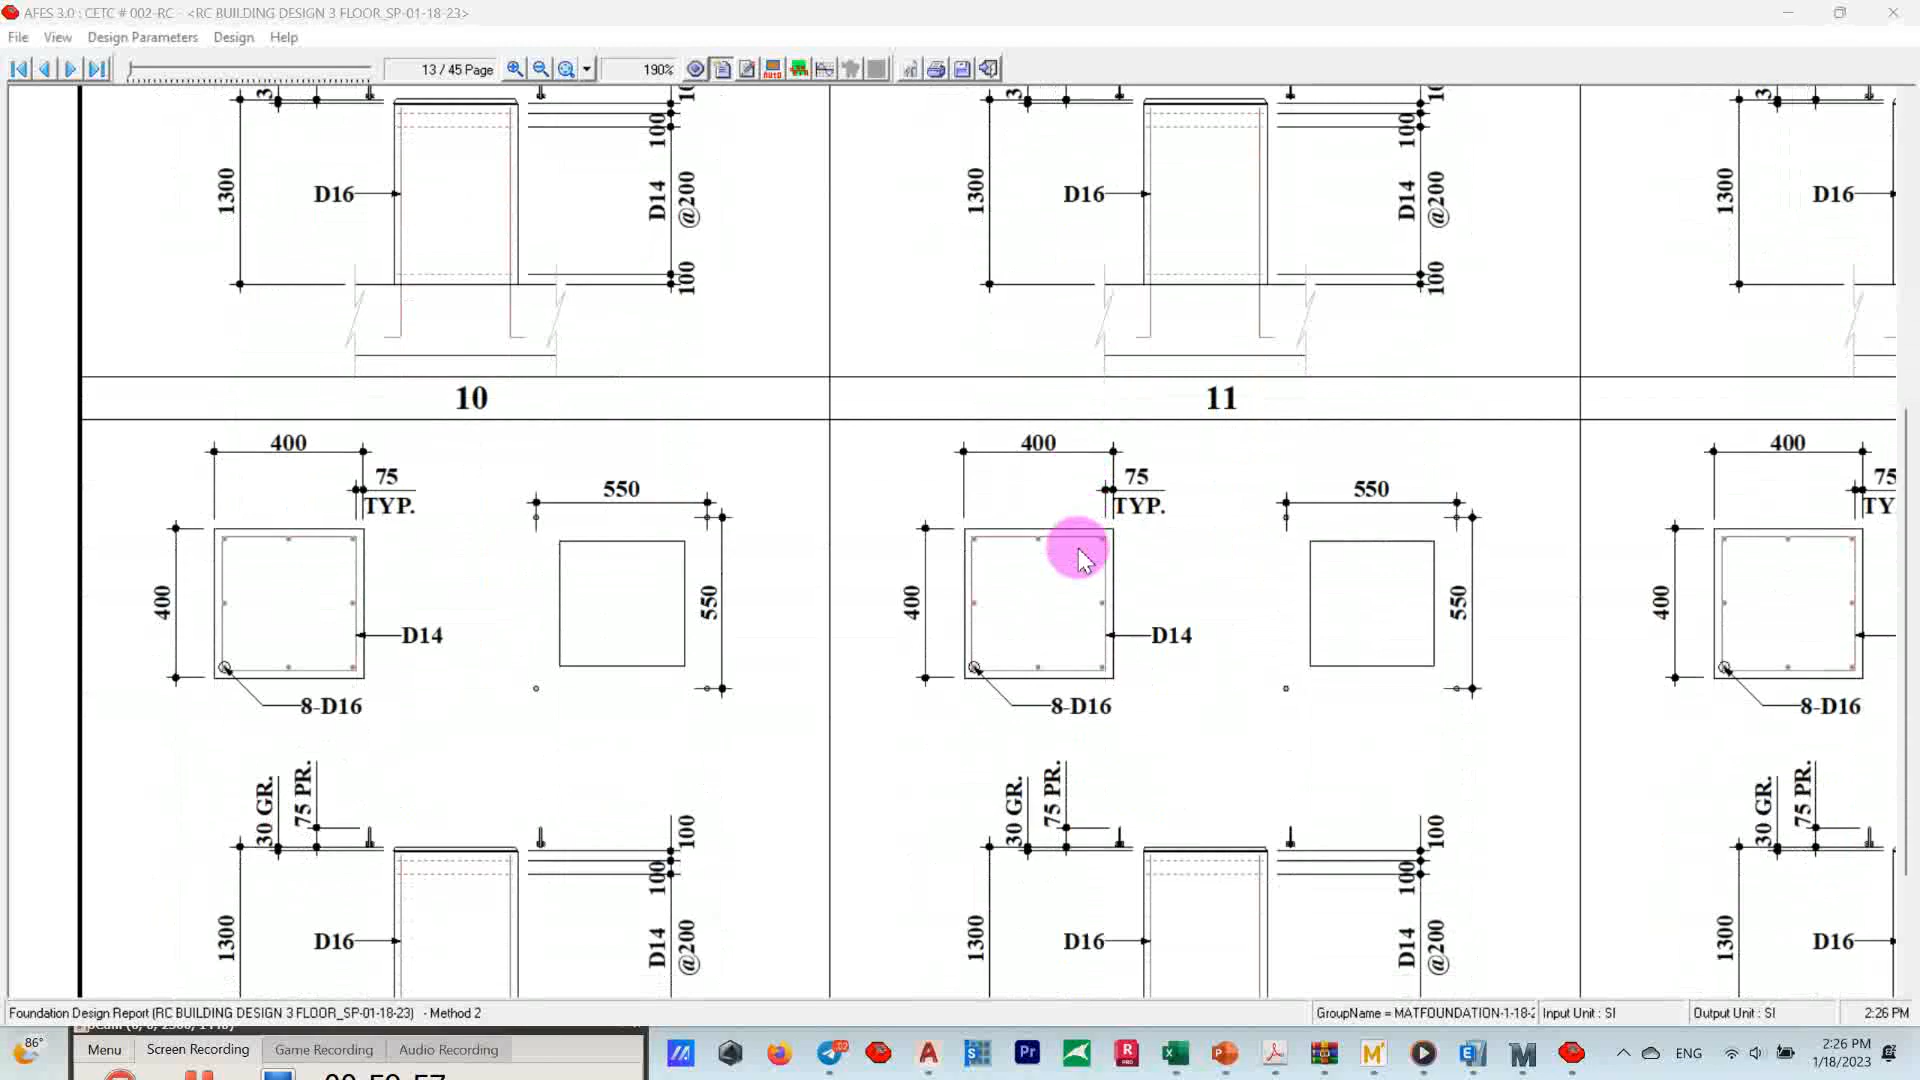 AFES 3.0 : CETC # 002-RC - <RC BUILDING DESIGN 3 FLOOR_SP-01-18-23>
File View Design Parameters Design Help
13 / 45 Page 190% AUTO
3 3 3
1300 D16 100 D14 @200 100
1300 D16 100 D14 @200 100
1300 D16
10 11
400 400 400
75 TYP. 75 TYP. 75
550 550
400 550 400 550 400
D14 D14
8-D16 8-D16 8-D16
30 GR. 75 PR. 100 30 GR. 75 PR. 100 30 GR. 75 PR.
1300 D16 100 D14 @200
1300 D16 100 D14 @200
1300 D16
Foundation Design Report (RC BUILDING DESIGN 3 FLOOR_SP-01-18-23) - Method 2 GroupName = MATFOUNDATION-1-18-2 Input Unit : SI Output Unit : SI 2:26 PM
86°
Menu Screen Recording Game Recording Audio Recording
ENG 2:26 PM
1/18/2023